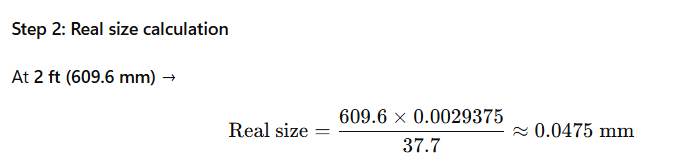 Step 2: Real size calculation
At 2 ft (609.6 mm) →
Real size = 609.6 × 0.0029375 / 37.7 ≈ 0.0475 mm